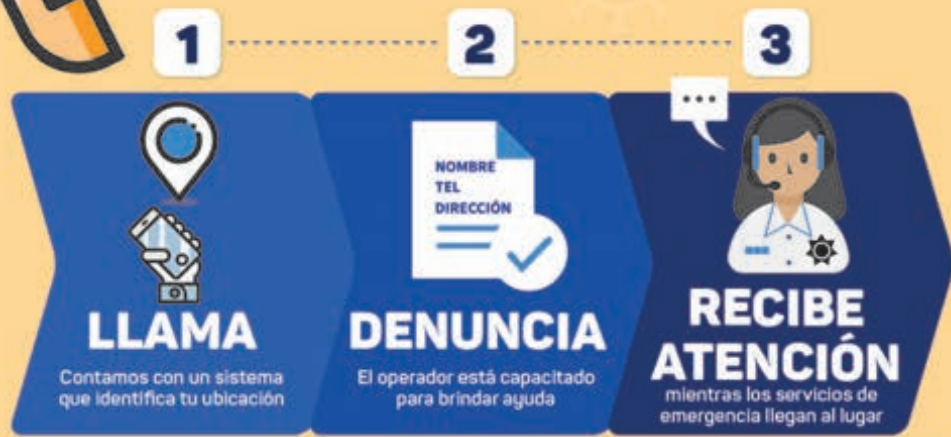 1
2
3
LLAMA
Contamos con un sistema
que identifica tu ubicación
NOMBRE
TEL
DIRECCIÓN
DENUNCIA
El operador está capacitado
para brindar ayuda
RECIBE
ATENCIÓN
mientras los servicios de
emergencia llegan al lugar